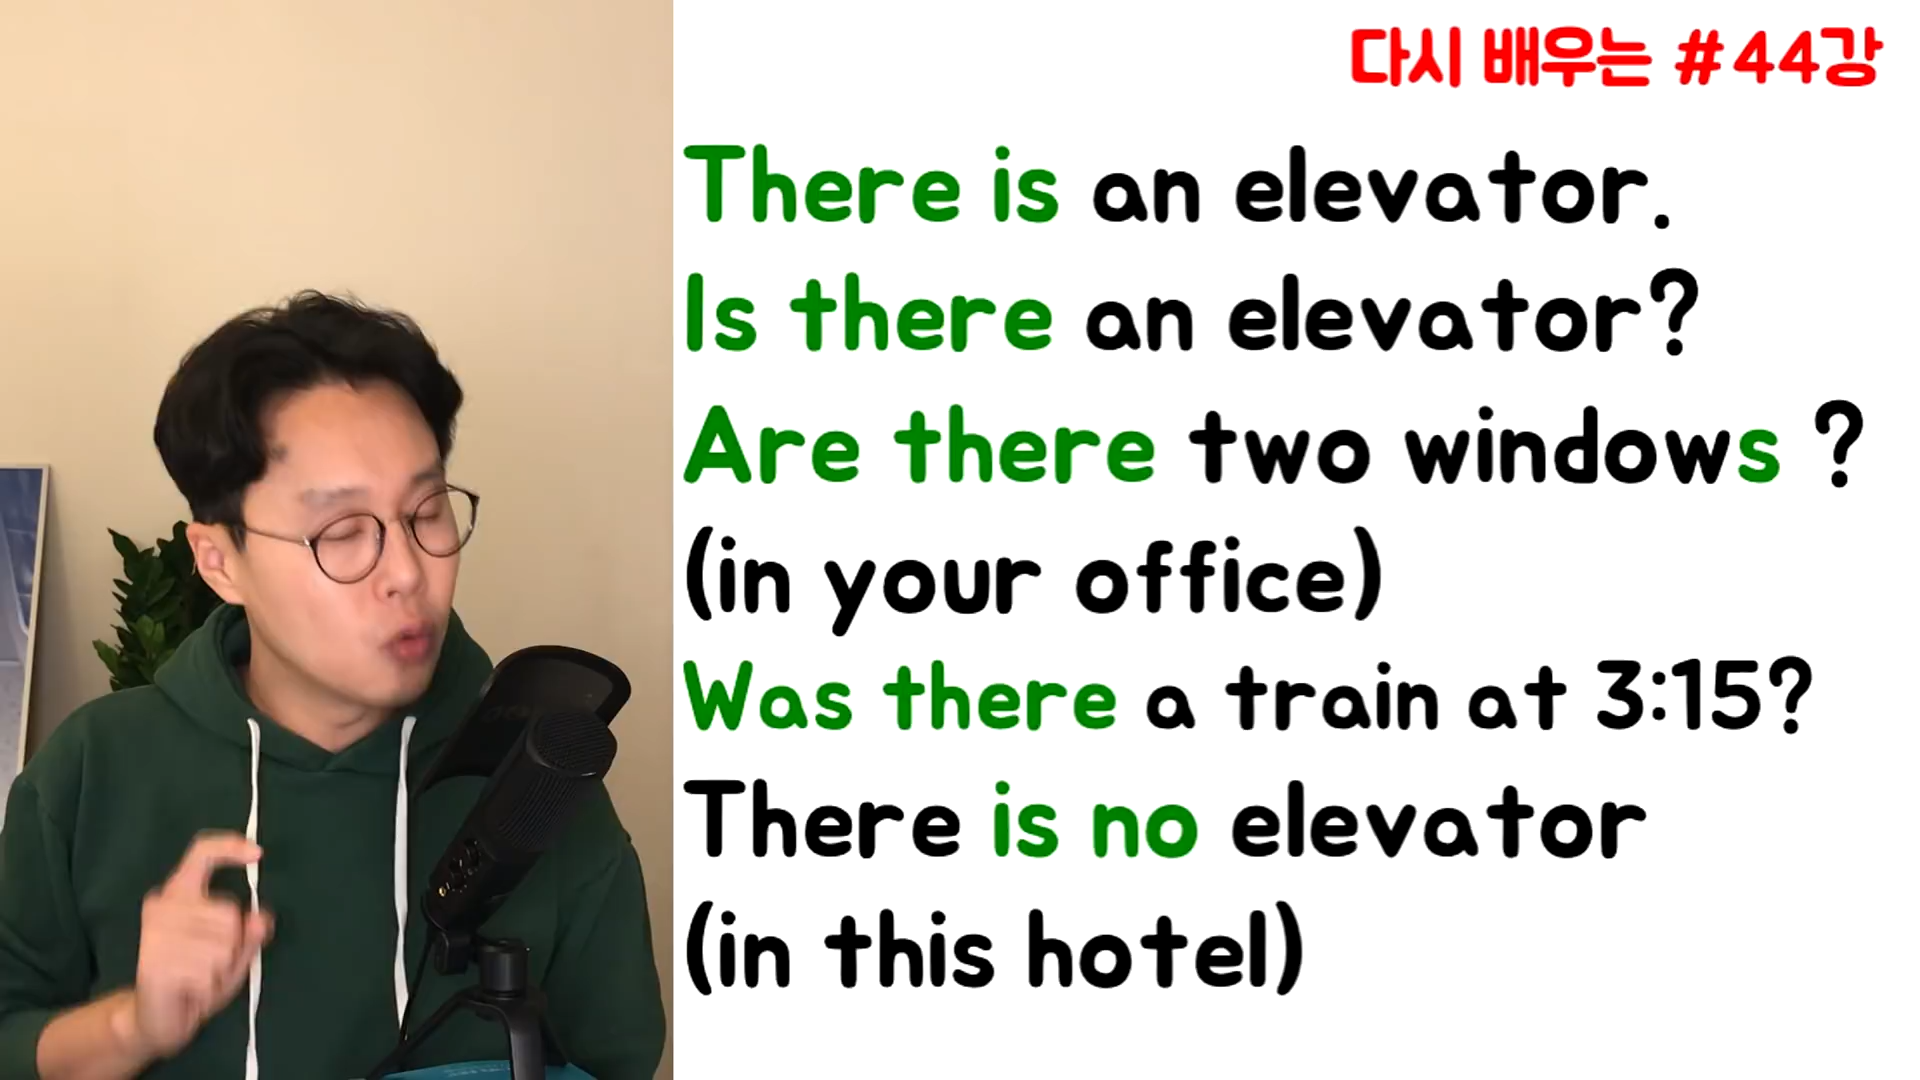 다시 배우는 #44강
There is an elevator.
Is there an elevator?
Are there two windows ?
(in your office)
Was there a train at 3:15?
There is no elevator
(in this hotel)